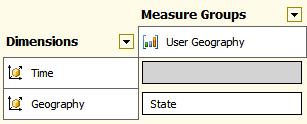 Measure Groups
Dimensions
User Geography
Time
Geography
State